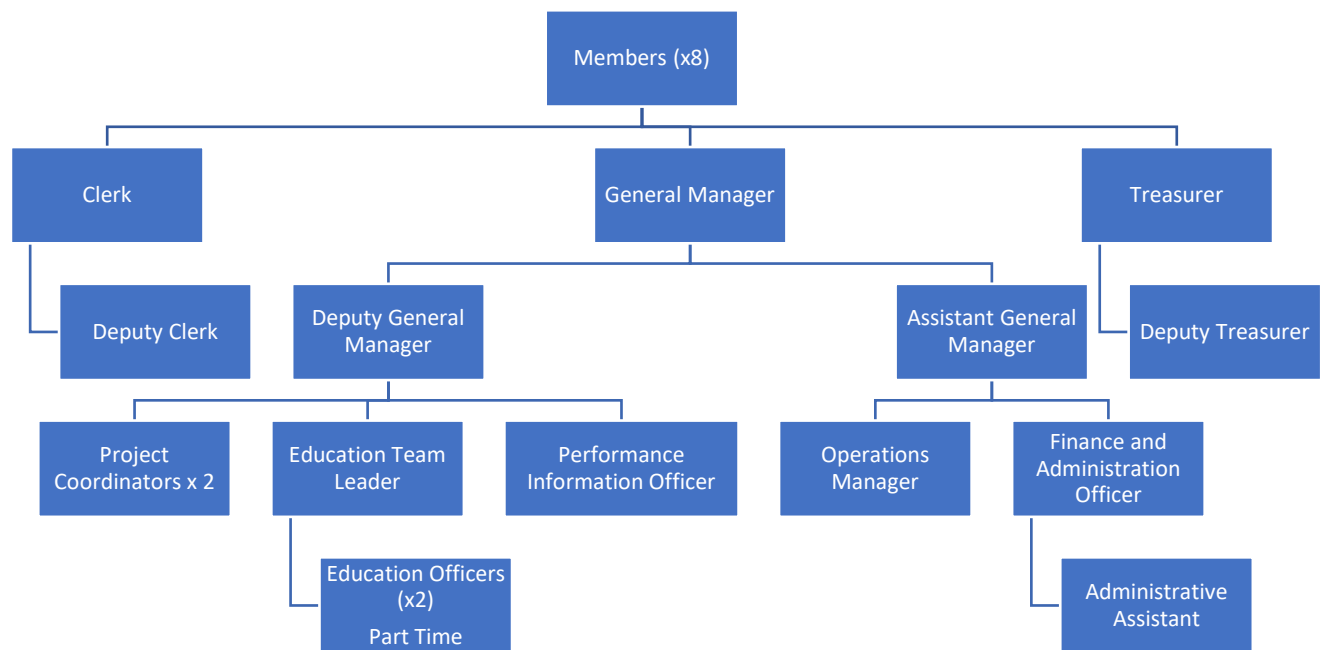 Members (x8)
Clerk
General Manager
Treasurer
Deputy Clerk
Deputy General
Manager
Assistant General
Manager
Deputy Treasurer
Project
Coordinators x 2
Education Team
Leader
Performance
Information Officer
Operations
Manager
Finance and
Administration
Officer
Education Officers
(x2)
Part Time
Administrative
Assistant